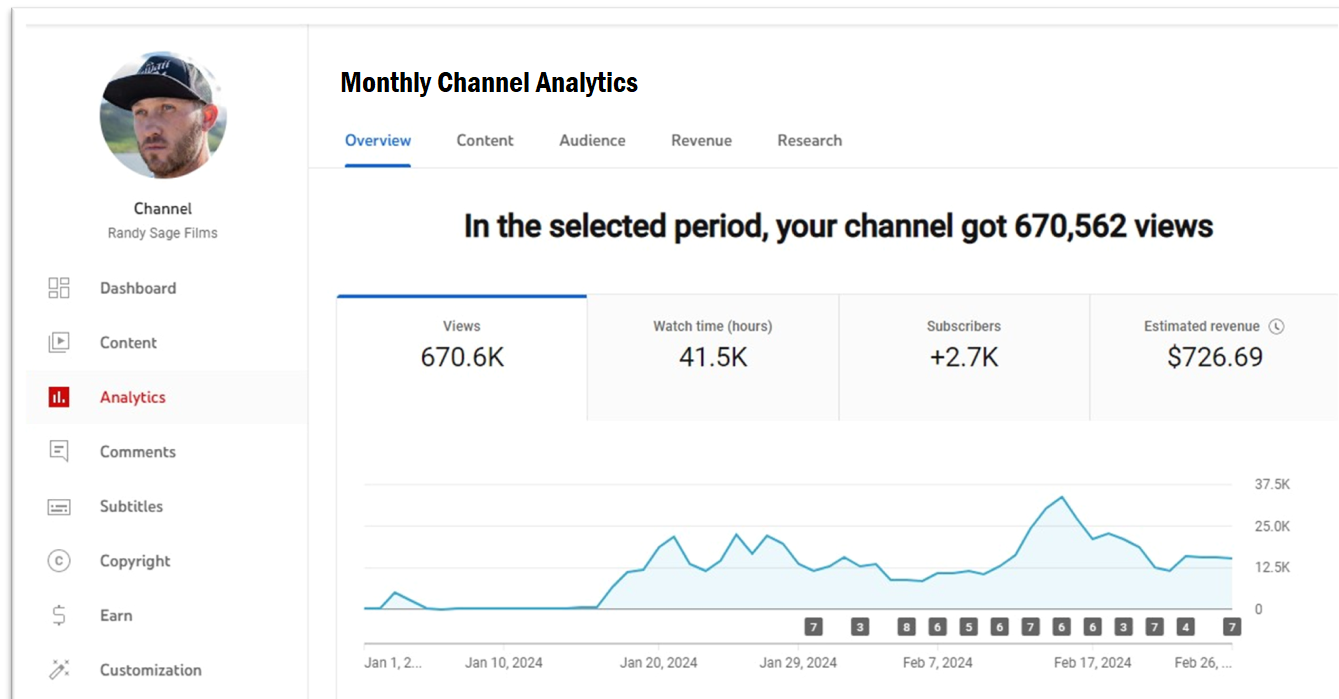 Monthly Channel Analytics
Overview Content Audience Revenue Research
Channel
Randy Sage Films
Dashboard
Content
Analytics
Comments
Subtitles
Copyright
Earn
Customization
In the selected period, your channel got 670,562 views
Views
670.6K
Watch time (hours)
41.5K
Subscribers
+2.7K
Estimated revenue
$726.69
37.5K
25.0K
12.5K
0
7 3 8 6 5 6 7 6 6 3 7 4 7
Jan 1, 2... Jan 10, 2024 Jan 20, 2024 Jan 29, 2024 Feb 7, 2024 Feb 17, 2024 Feb 26, ...